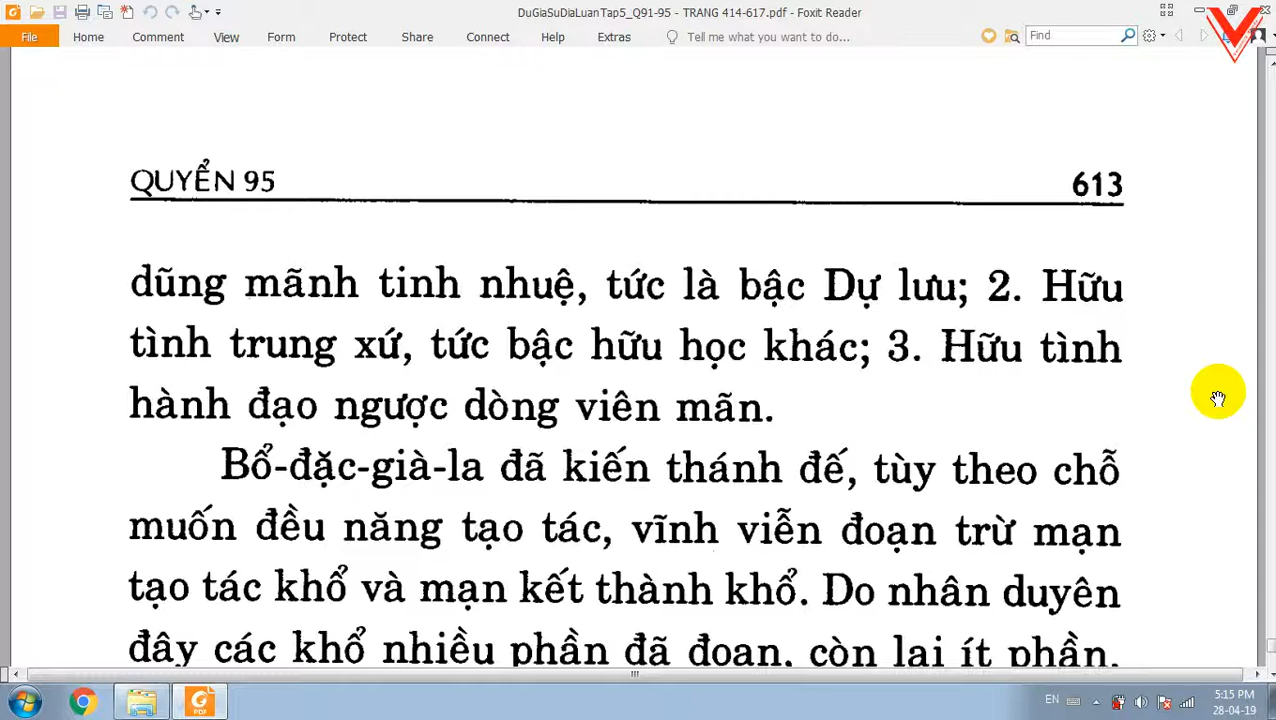 DuGiaSuDiaLuanTap5_Q91-95 - TRANG 414-617.pdf - Foxit Reader
File Home Comment View Form Protect Share Connect Help Extras Tell me what you want to do... Find
QUYỂN 95 613
dũng mãnh tinh nhuệ, tức là bậc Dự lưu; 2. Hữu
tình trung xứ, tức bậc hữu học khác; 3. Hữu tình
hành đạo ngược dòng viên mãn.
Bổ-đặc-già-la đã kiến thánh đế, tùy theo chỗ
muốn đều năng tạo tác, vĩnh viễn đoạn trừ mạn
tạo tác khổ và mạn kết thành khổ. Do nhân duyên
đây các khổ nhiều phần đã đoạn, còn lại ít phần,
PDF EN 5:15 PM
28-04-19